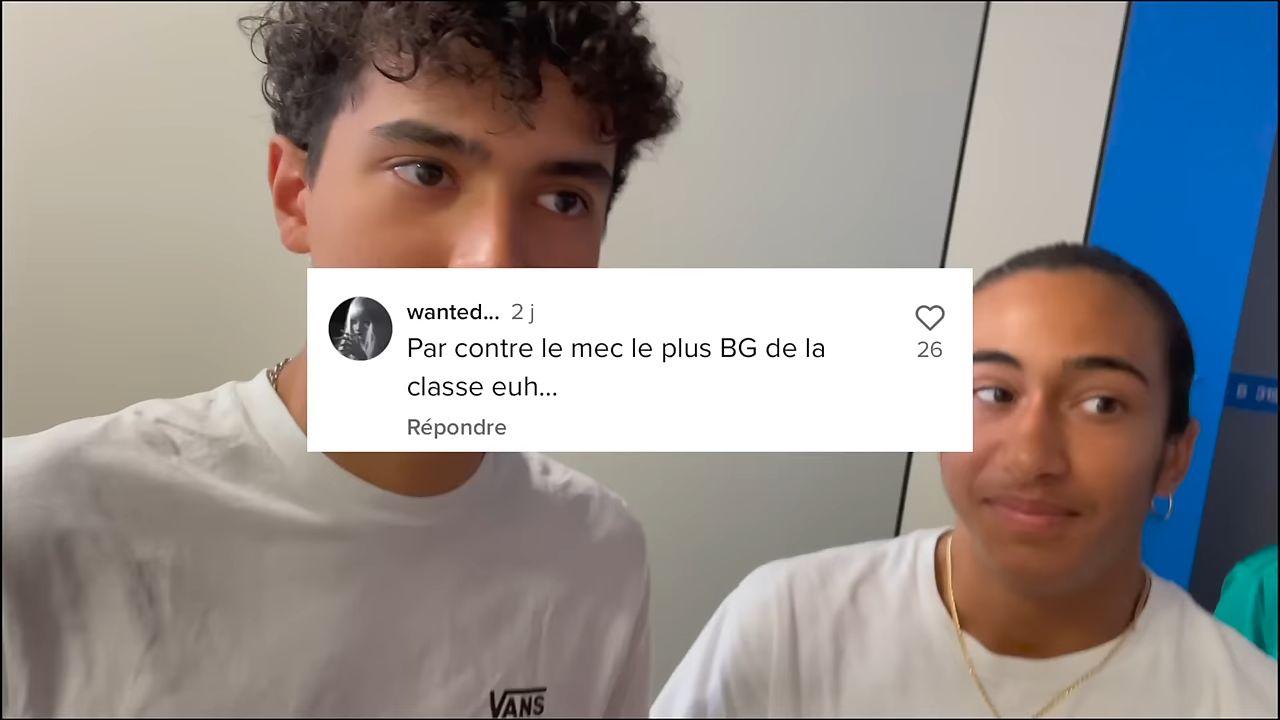 wanted... 2 j
Par contre le mec le plus BG de la
classe euh...
26
Répondre
VANS